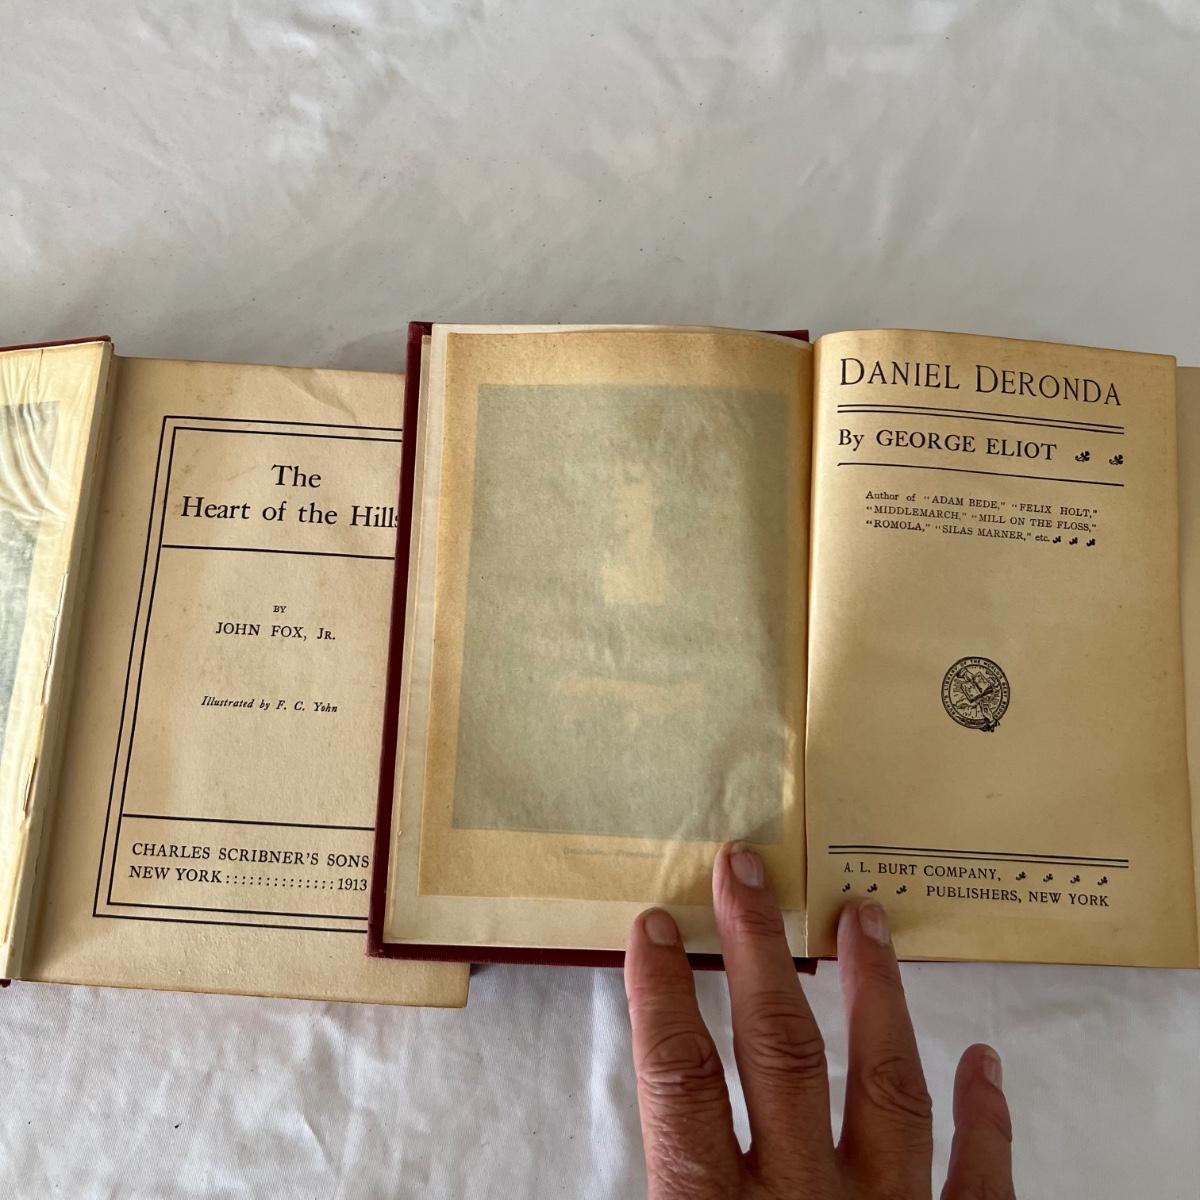 The
Heart of the Hills
BY
JOHN FOX, JR.
Illustrated by F. C. Yohn
CHARLES SCRIBNER'S SONS
NEW YORK::::::::::::::1913
DANIEL DERONDA
By GEORGE ELIOT
Author of "ADAM BEDE," "FELIX HOLT,"
"MIDDLEMARCH," "MILL ON THE FLOSS,"
"ROMOLA," "SILAS MARNER," etc.
A. L. BURT COMPANY,
PUBLISHERS, NEW YORK